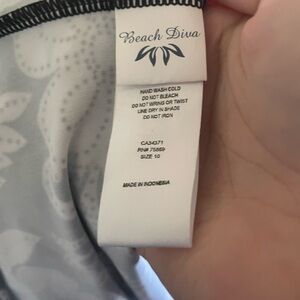 Beach Diva
HAND WASH COLD
DO NOT BLEACH
DO NOT WRING OR TWIST
LINE DRY IN SHADE
DO NOT IRON
CA34371
RN# 75869
SIZE 10
MADE IN INDONESIA